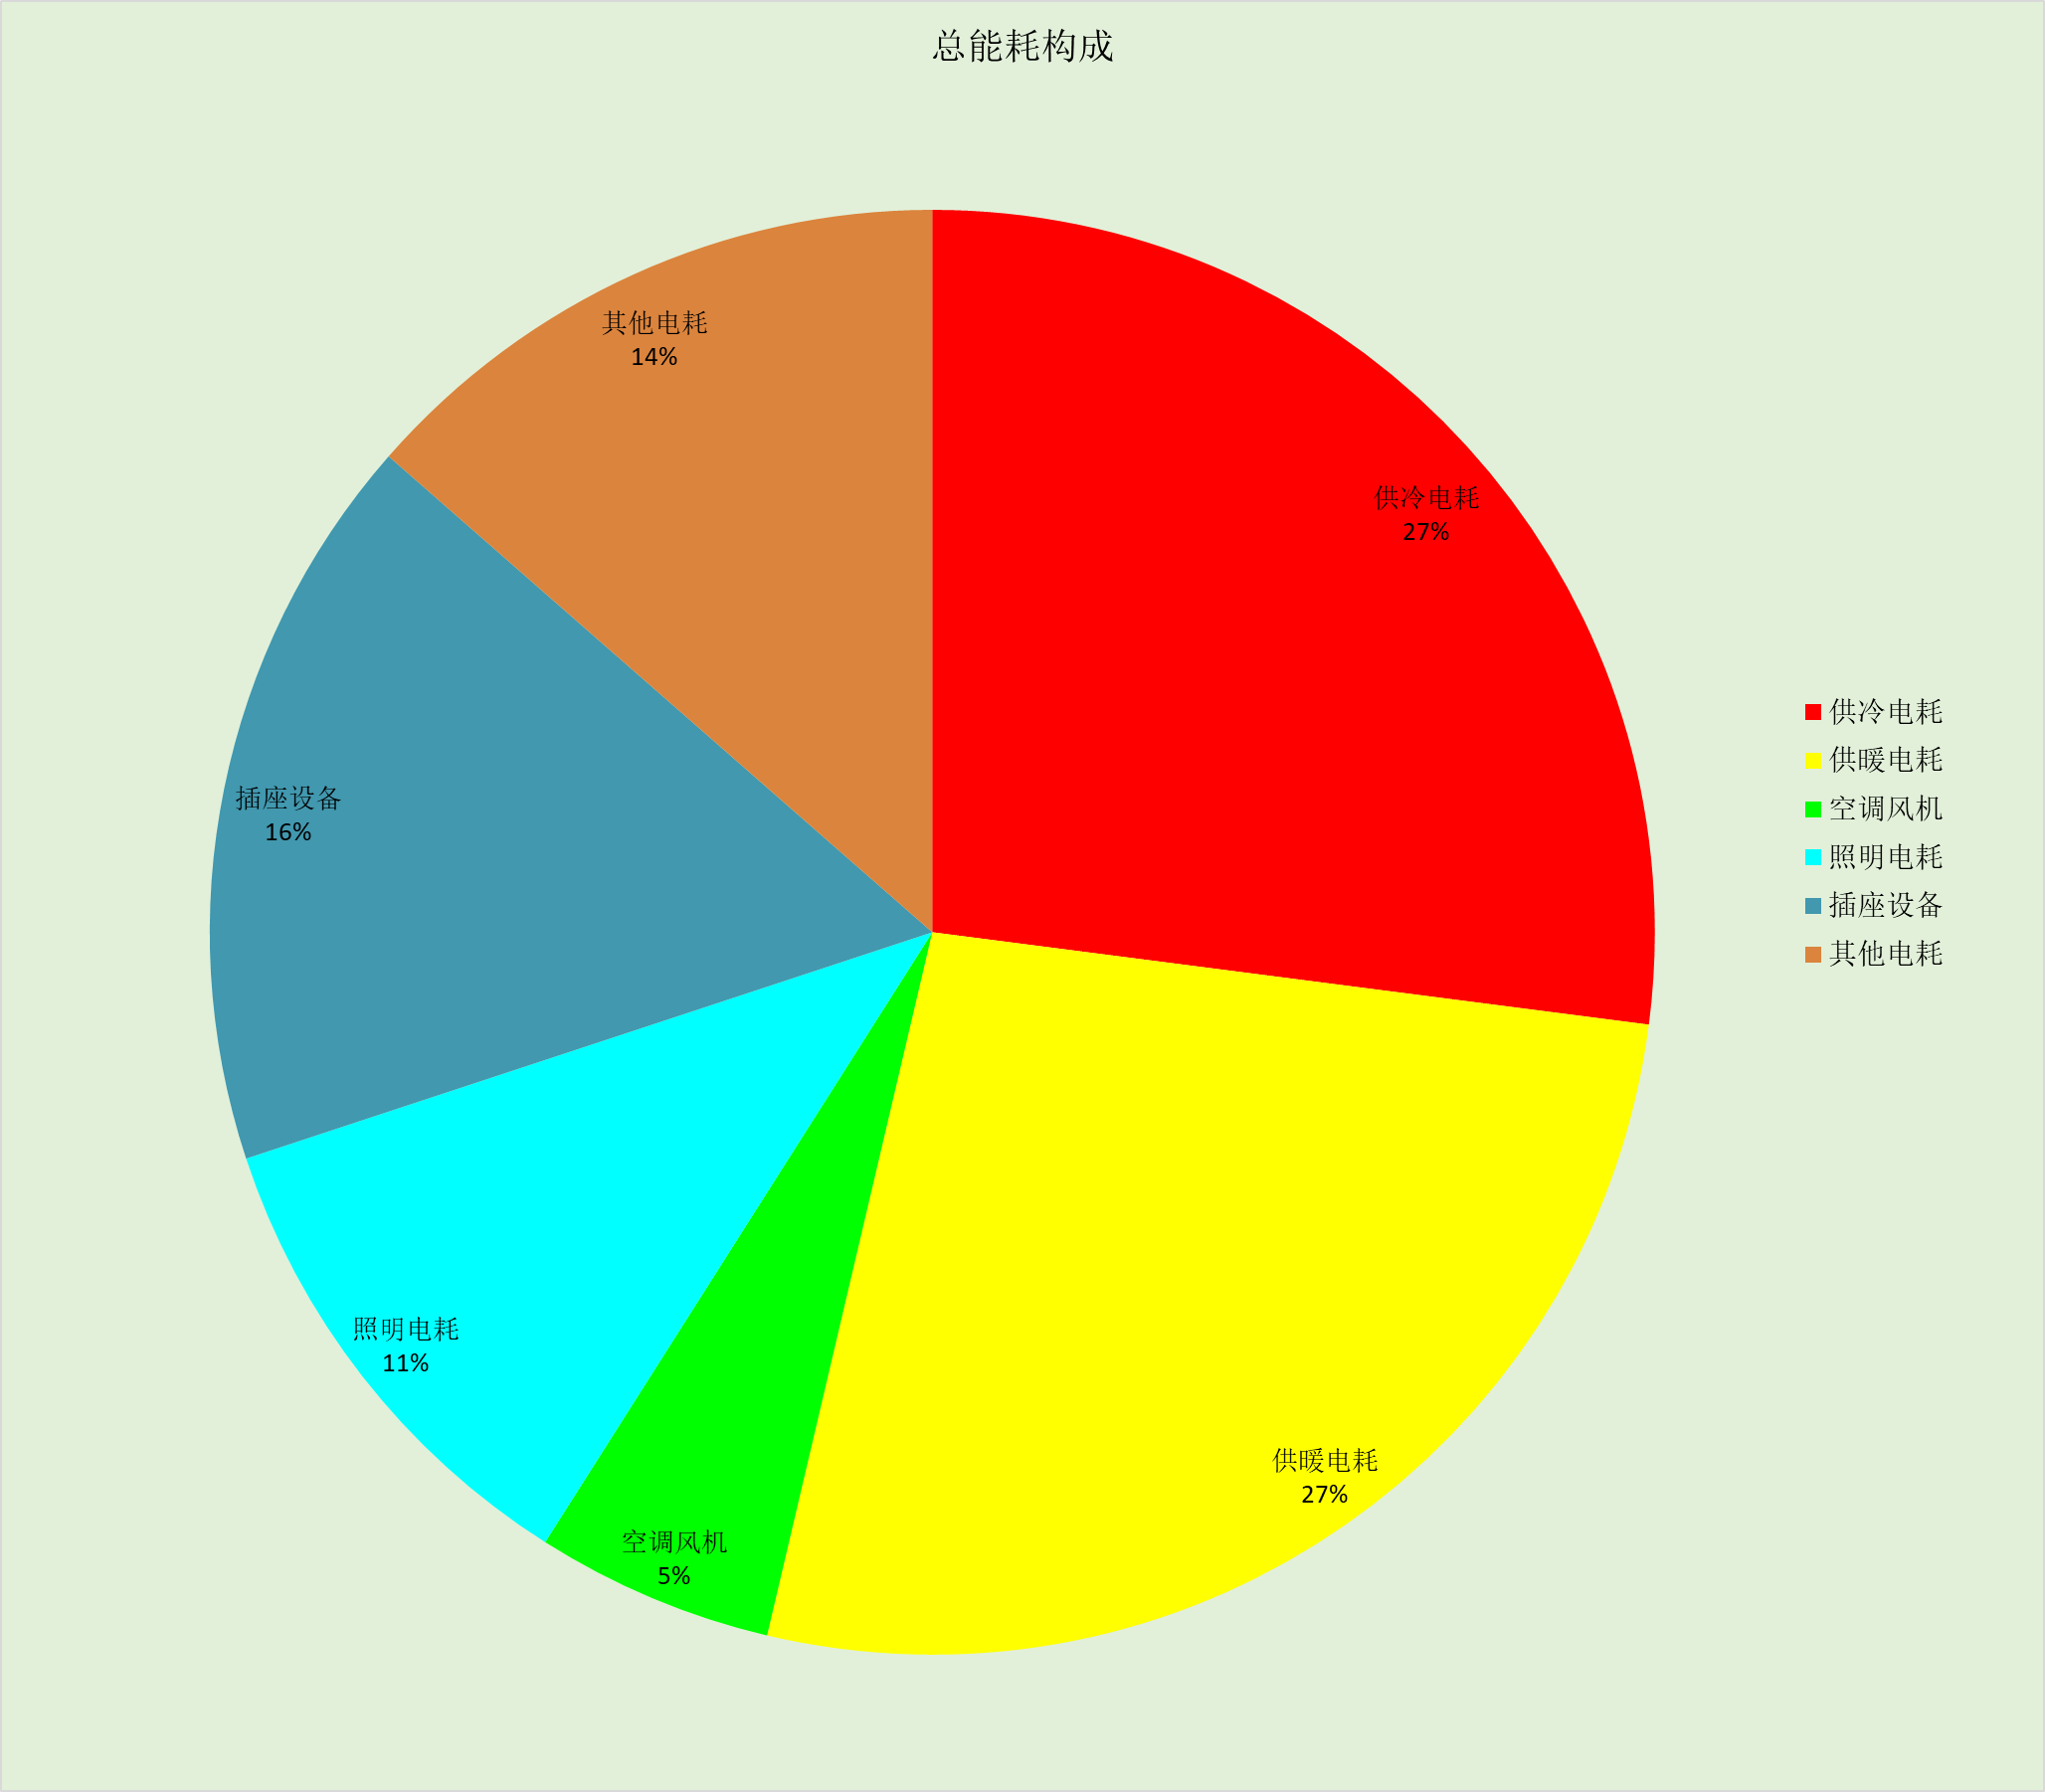 总能耗构成
其他电耗
14%
供冷电耗
27%
插座设备
16%
照明电耗
11%
空调风机
5%
供暖电耗
27%
供冷电耗
供暖电耗
空调风机
照明电耗
插座设备
其他电耗